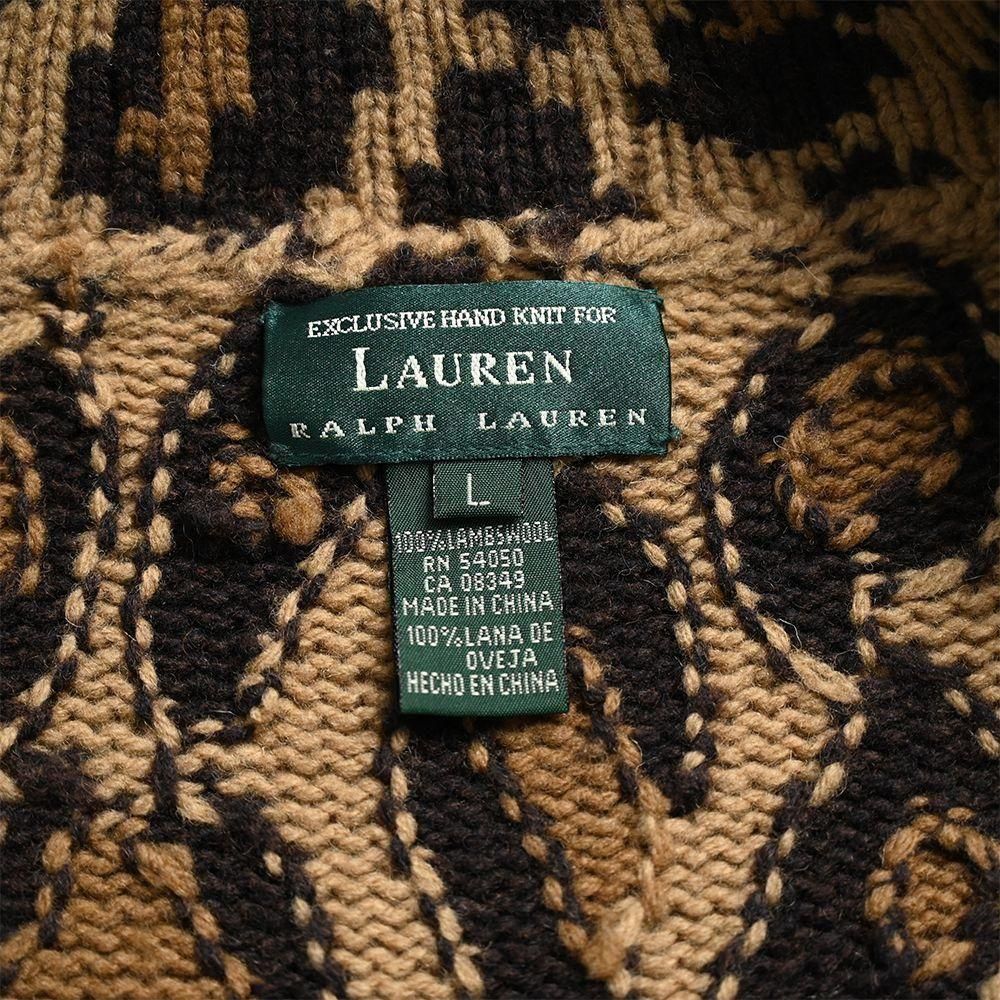 EXCLUSIVE HAND KNIT FOR
LAUREN
RALPH LAUREN
L
100%LAMBSWOOL
RN 54050
CA 08349
MADE IN CHINA
100%LANA DE
OVEJA
HECHO EN CHINA